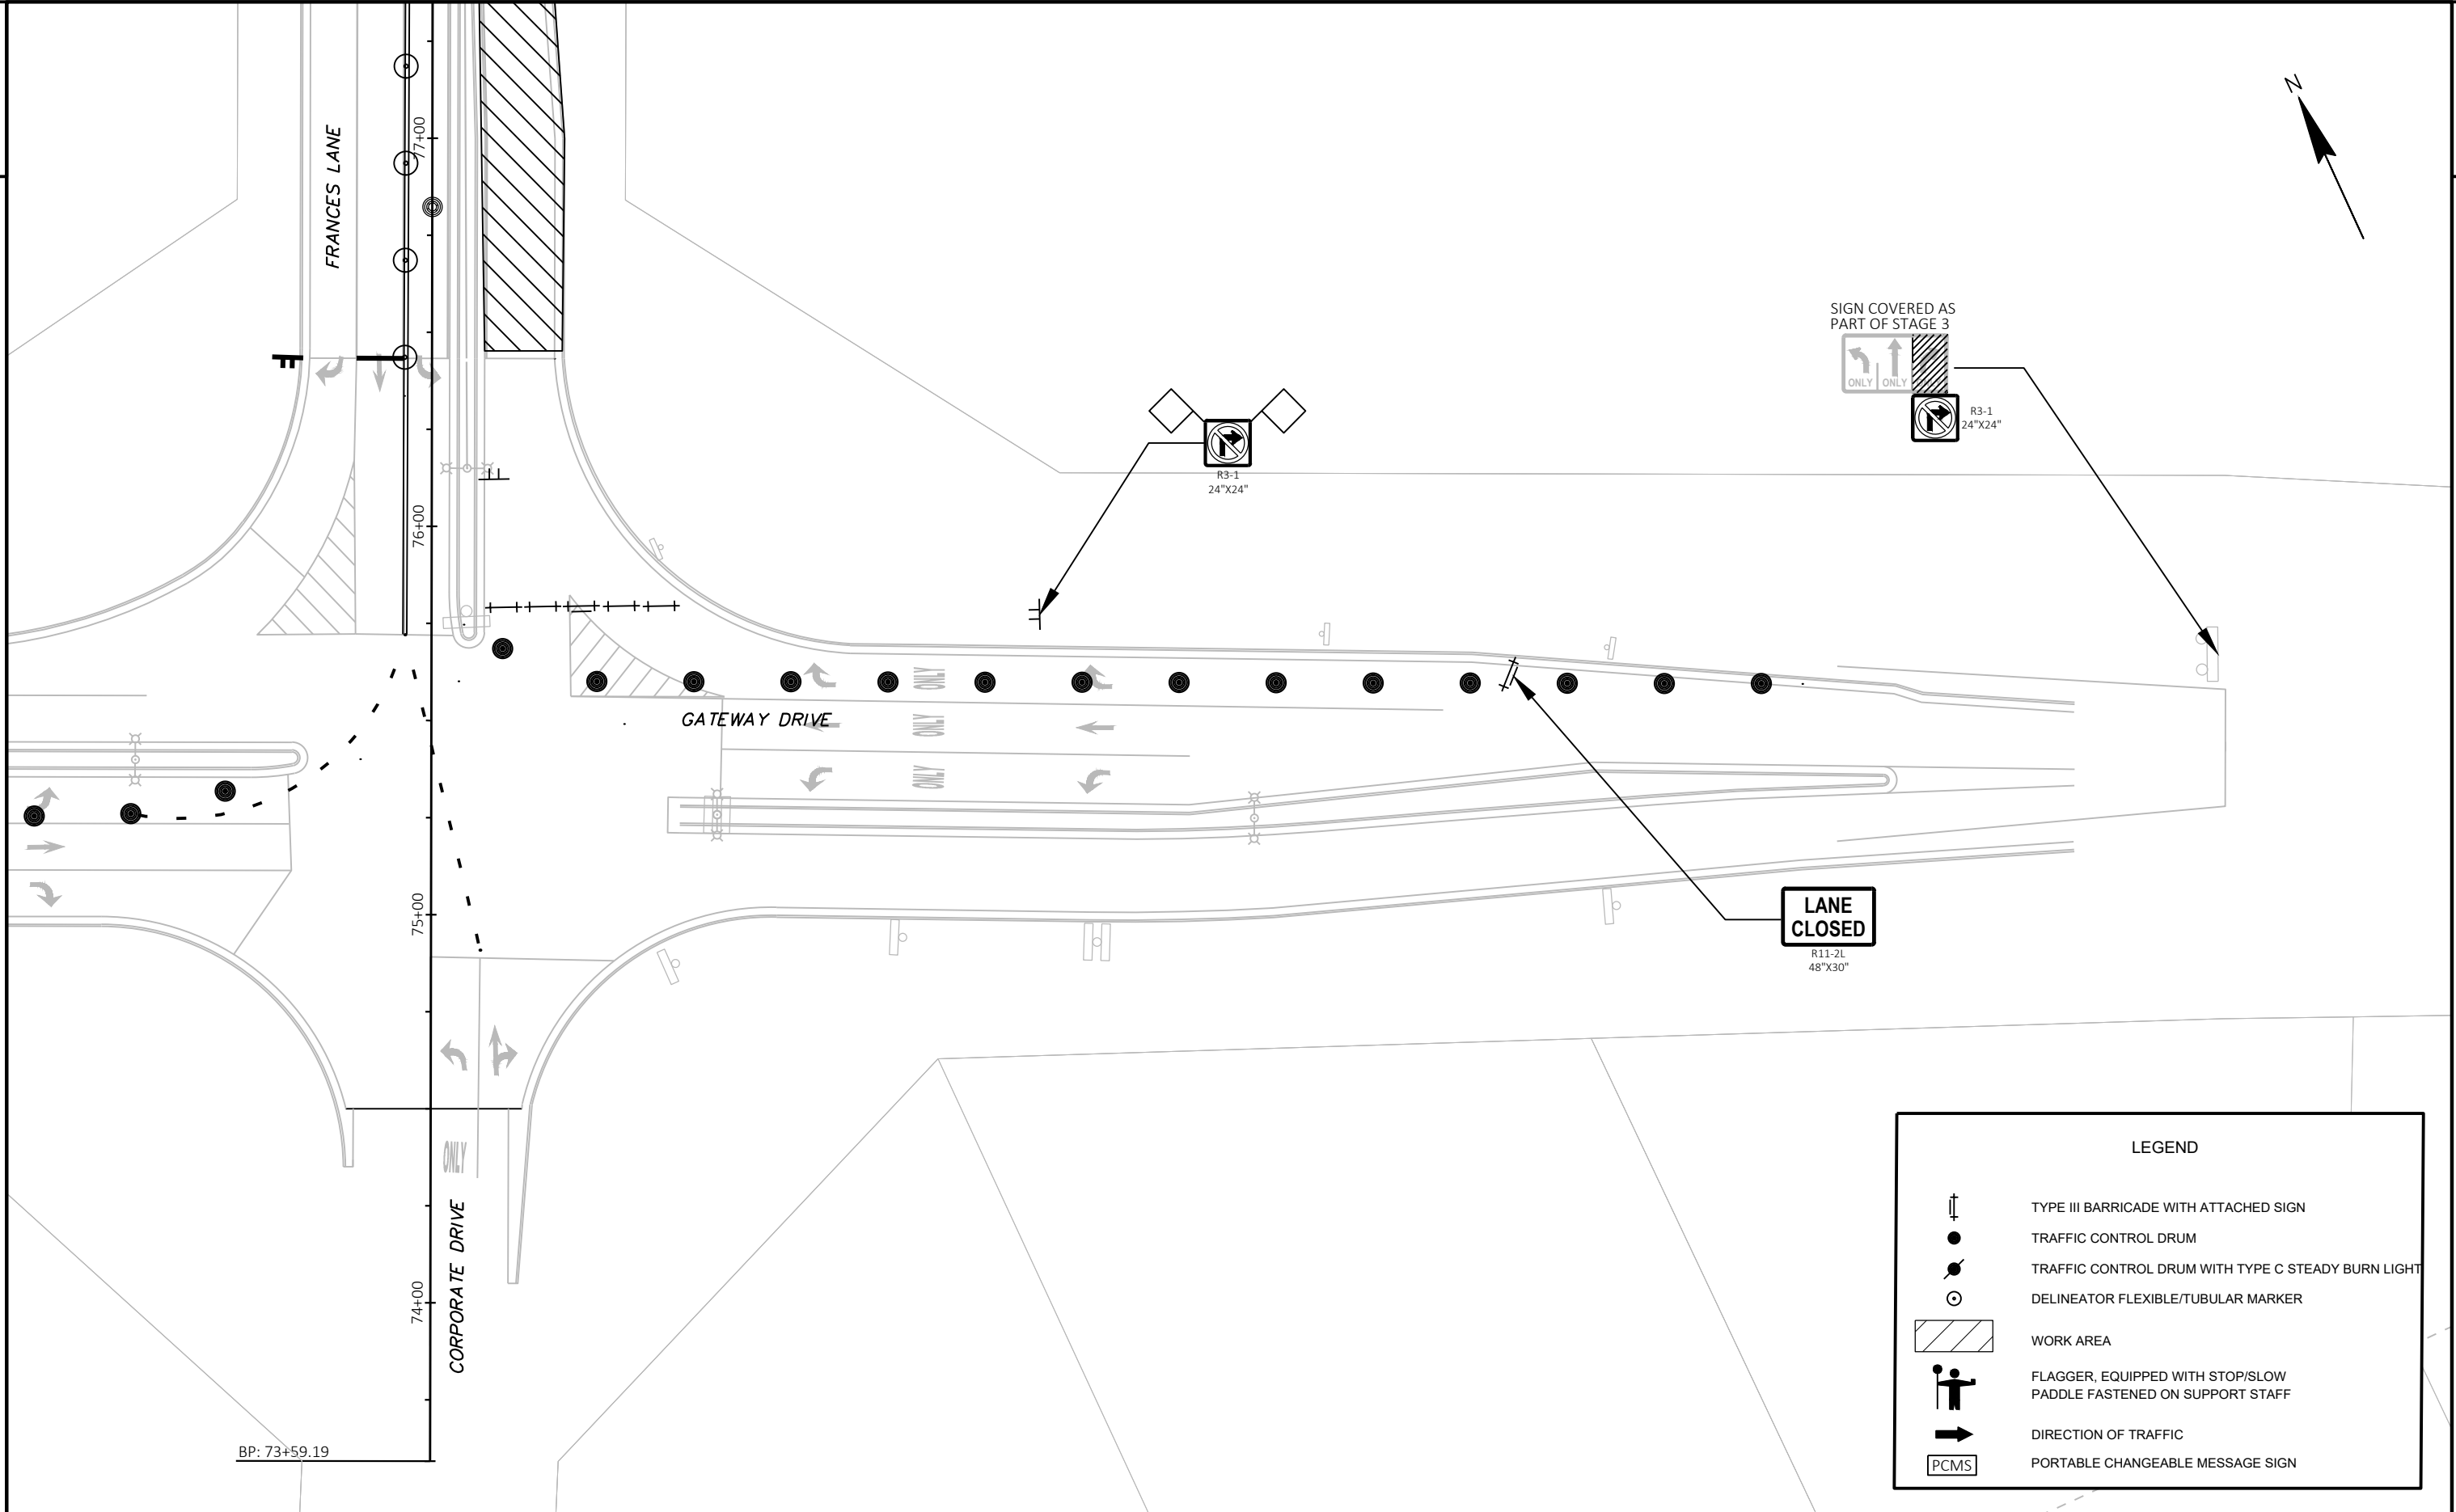 N
FRANCES LANE
77+00
SIGN COVERED AS
PART OF STAGE 3
ONLY
ONLY
R3-1
24"X24"
R3-1
24"X24"
76+00
GATEWAY DRIVE
ONLY
ONLY
ONLY
75+00
LANE
CLOSED
R11-2L
48"X30"
ONLY
CORPORATE DRIVE
74+00
BP: 73+59.19
LEGEND
TYPE III BARRICADE WITH ATTACHED SIGN
TRAFFIC CONTROL DRUM
TRAFFIC CONTROL DRUM WITH TYPE C STEADY BURN LIGHT
DELINEATOR FLEXIBLE/TUBULAR MARKER
WORK AREA
FLAGGER, EQUIPPED WITH STOP/SLOW
PADDLE FASTENED ON SUPPORT STAFF
DIRECTION OF TRAFFIC
PCMS PORTABLE CHANGEABLE MESSAGE SIGN